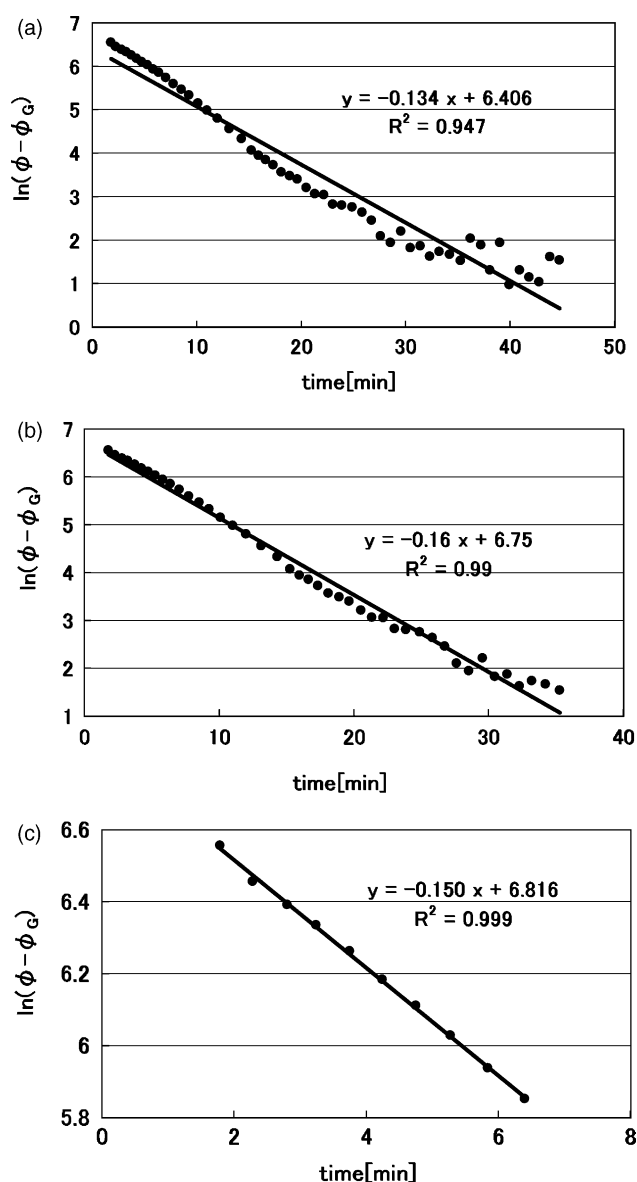 (a)
7
6
5
4
3
2
1
0
ln(ϕ−ϕG)
y = −0.134 x + 6.406
R² = 0.947
0 10 20 30 40 50
time[min]
(b)
7
6
5
4
3
2
1
ln(ϕ−ϕG)
y = −0.16 x + 6.75
R² = 0.99
0 10 20 30 40
time[min]
(c)
6.6
6.4
6.2
6
5.8
ln(ϕ−ϕG)
y = −0.150 x + 6.816
R² = 0.999
0 2 4 6 8
time[min]